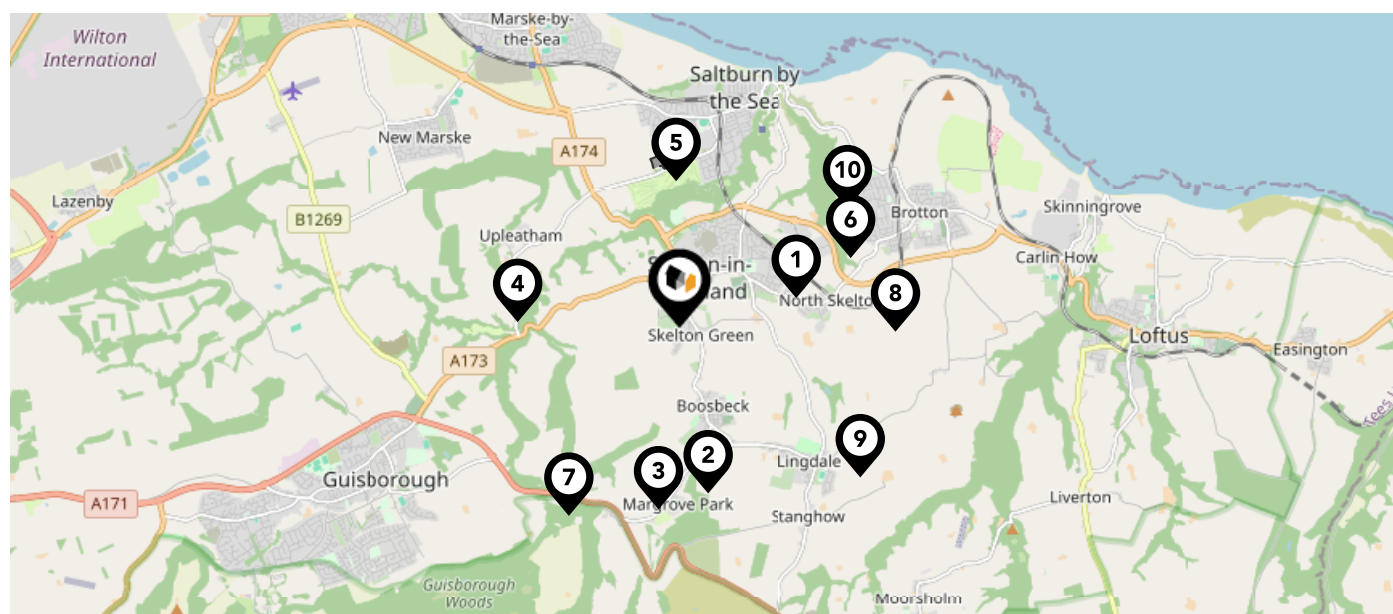 Wilton
International
Marske-by-
the-Sea
Saltburn by
the Sea
New Marske
A174
5
10
Lazenby
B1269
6
Brotton
Skinningrove
Upleatham
1
Carlin How
4
8
North Skelto
Skelton Green
Loftus
Easington
A173
Boosbeck
9
2
Lingdale
3
7
Guisborough
A171
Margrove Park
Liverton
Stanghow
Guisborough
Woods
Moorsholm
Tees